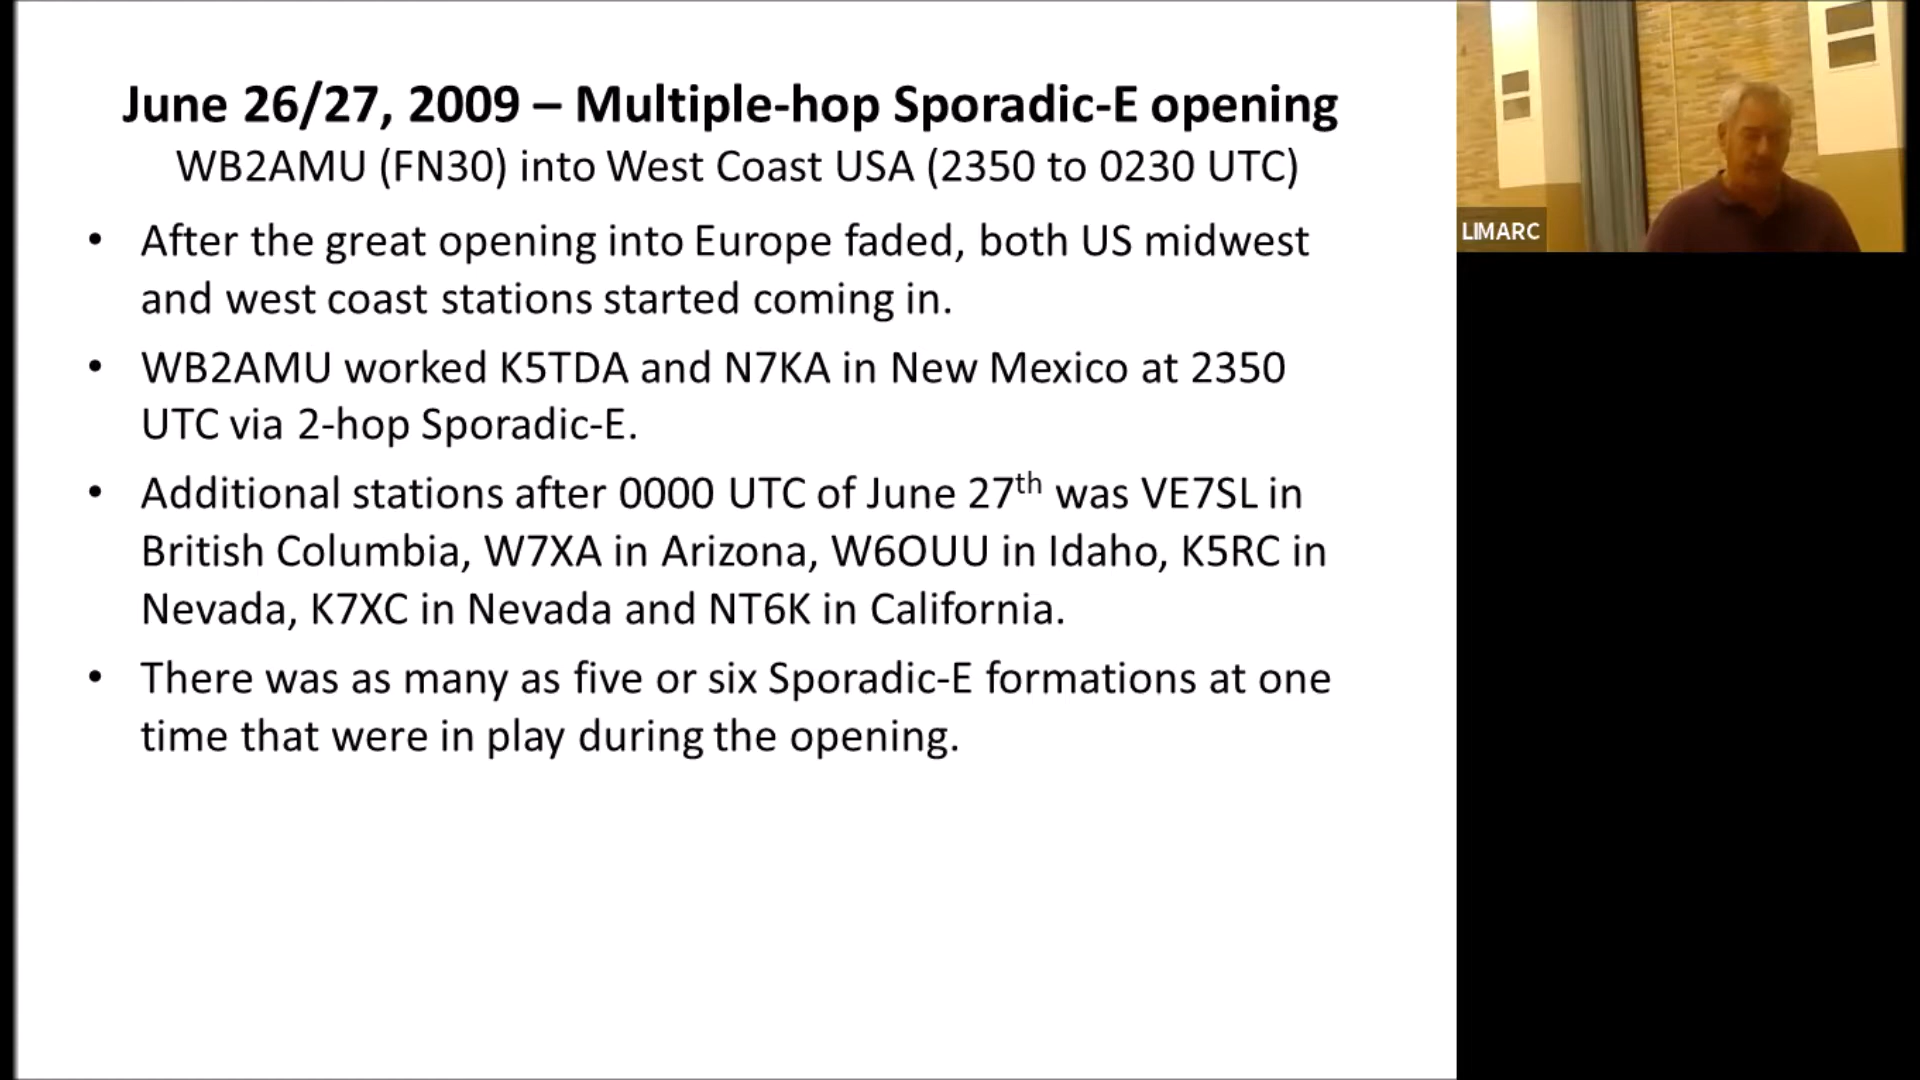 June 26/27, 2009 – Multiple-hop Sporadic-E opening
WB2AMU (FN30) into West Coast USA (2350 to 0230 UTC)
• After the great opening into Europe faded, both US midwest
and west coast stations started coming in.
• WB2AMU worked K5TDA and N7KA in New Mexico at 2350
UTC via 2-hop Sporadic-E.
• Additional stations after 0000 UTC of June 27th was VE7SL in
British Columbia, W7XA in Arizona, W6OUU in Idaho, K5RC in
Nevada, K7XC in Nevada and NT6K in California.
• There was as many as five or six Sporadic-E formations at one
time that were in play during the opening.
LIMARC